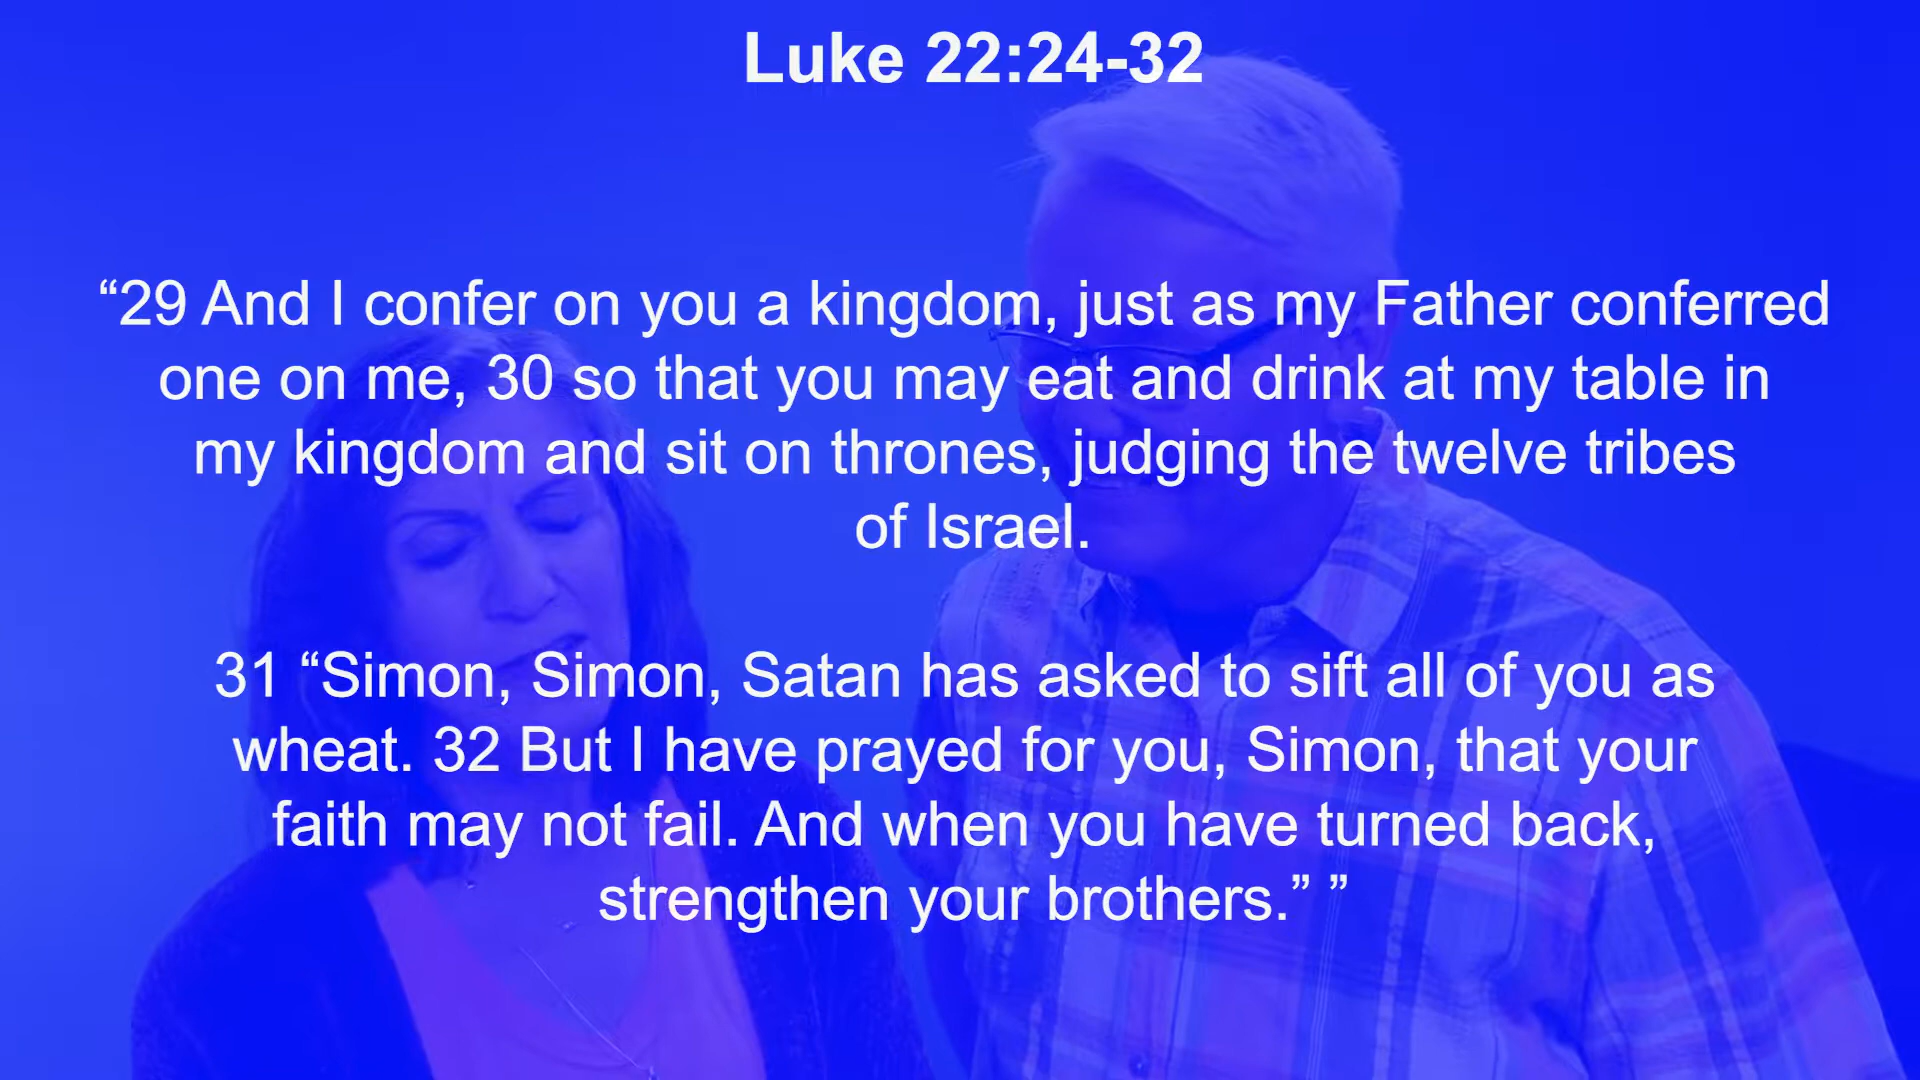 Luke 22:24-32
“29 And I confer on you a kingdom, just as my Father conferred
one on me, 30 so that you may eat and drink at my table in
my kingdom and sit on thrones, judging the twelve tribes
of Israel.
31 “Simon, Simon, Satan has asked to sift all of you as
wheat. 32 But I have prayed for you, Simon, that your
faith may not fail. And when you have turned back,
strengthen your brothers.” ”